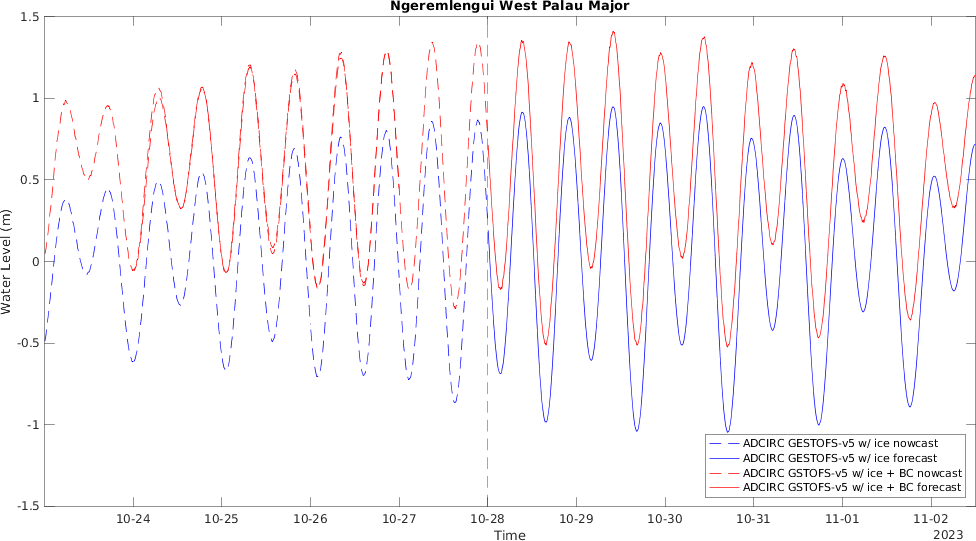 Ngeremlengui West Palau Major
1.5
1
0.5
0
-0.5
-1
-1.5
Water Level (m)
ADCIRC GESTOFS-v5 w/ ice nowcast
ADCIRC GESTOFS-v5 w/ ice forecast
ADCIRC GSTOFS-v5 w/ ice + BC nowcast
ADCIRC GSTOFS-v5 w/ ice + BC forecast
10-24 10-25 10-26 10-27 10-28 10-29 10-30 10-31 11-01 11-02
Time
2023